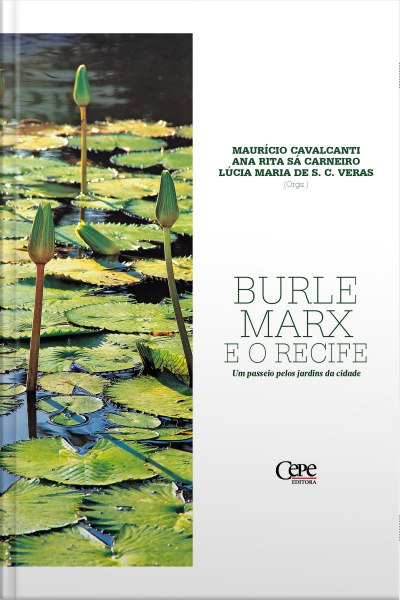 MAURÍCIO CAVALCANTI
ANA RITA SÁ CARNEIRO
LÚCIA MARIA DE S. C. VERAS
(Orgs.)
BURLE
MARX
E O RECIFE
Um passeio pelos jardins da cidade
Cepe
EDITORA